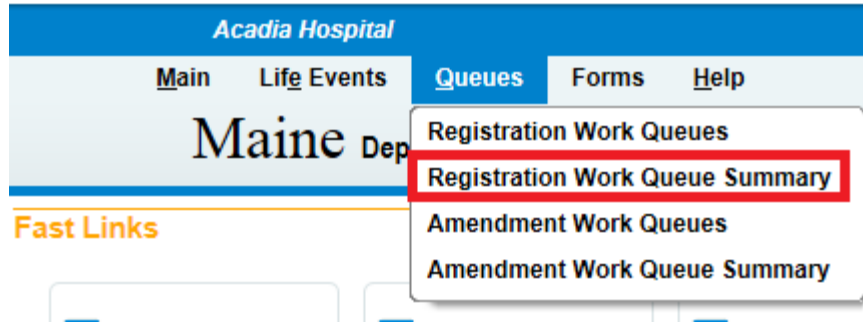 Acadia Hospital
Main Life Events Queues Forms Help
Maine Dep
Registration Work Queues
Registration Work Queue Summary
Fast Links
Amendment Work Queues
Amendment Work Queue Summary